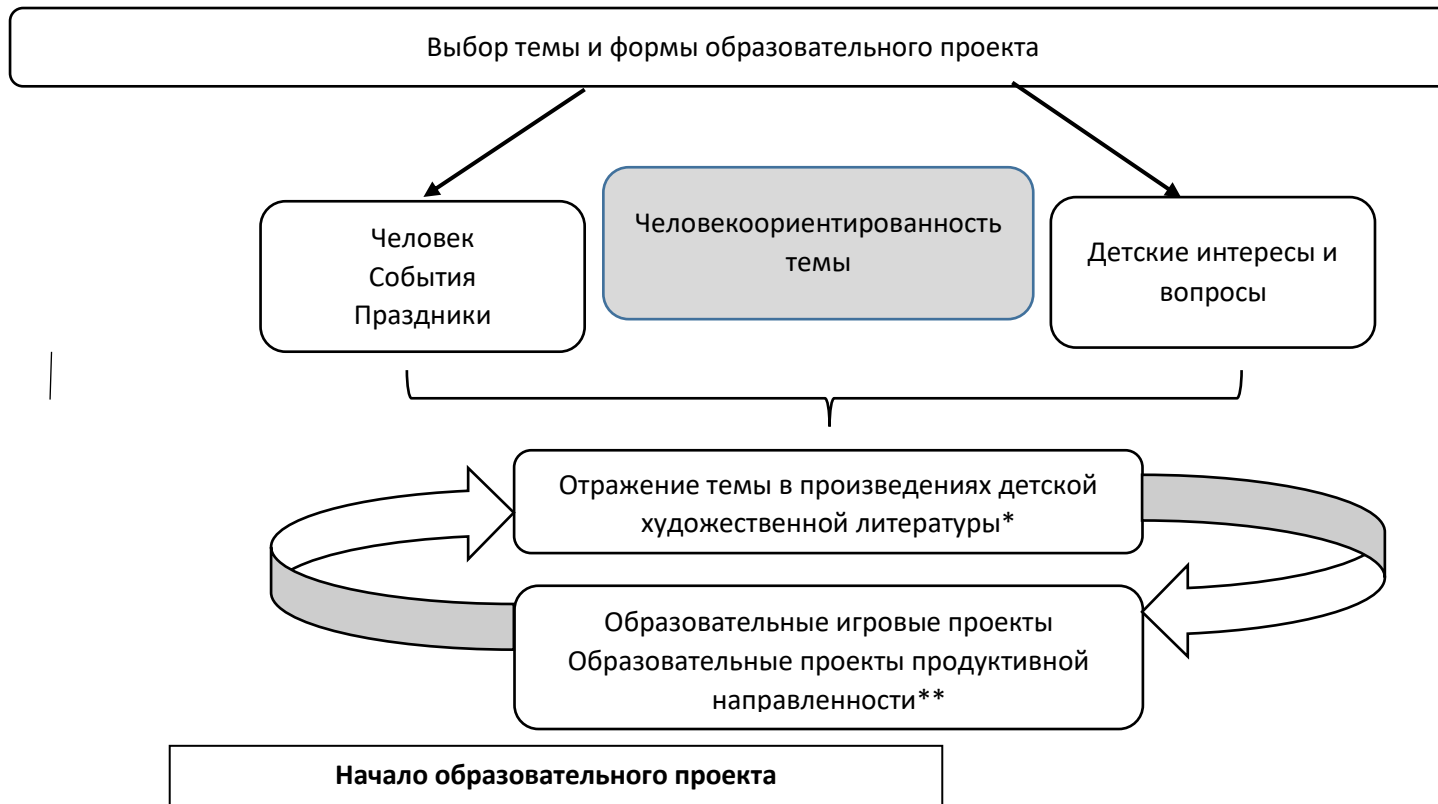 Выбор темы и формы образовательного проекта
Человек
События
Праздники
Человекоориентированность
темы
Детские интересы и
вопросы
Отражение темы в произведениях детской
художественной литературы*
Образовательные игровые проекты
Образовательные проекты продуктивной
направленности**
Начало образовательного проекта